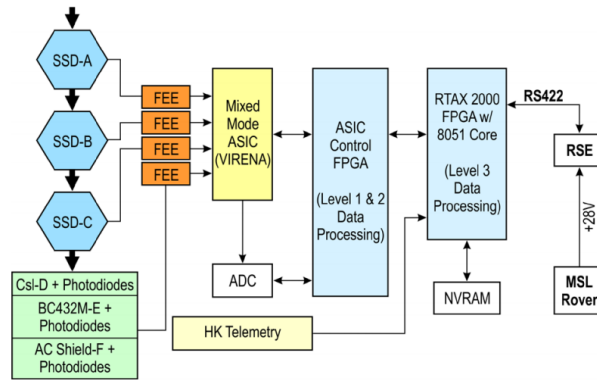 SSD-A
SSD-B
SSD-C
CsI-D + Photodiodes
BC432M-E +
Photodiodes
AC Shield-F +
Photodiodes
FEE
FEE
FEE
FEE
Mixed
Mode
ASIC
(VIRENA)
ADC
HK Telemetry
ASIC
Control
FPGA
(Level 1 & 2
Data
Processing)
RTAX 2000
FPGA w/
8051 Core
(Level 3
Data
Processing)
NVRAM
RS422
RSE
+28V
MSL
Rover